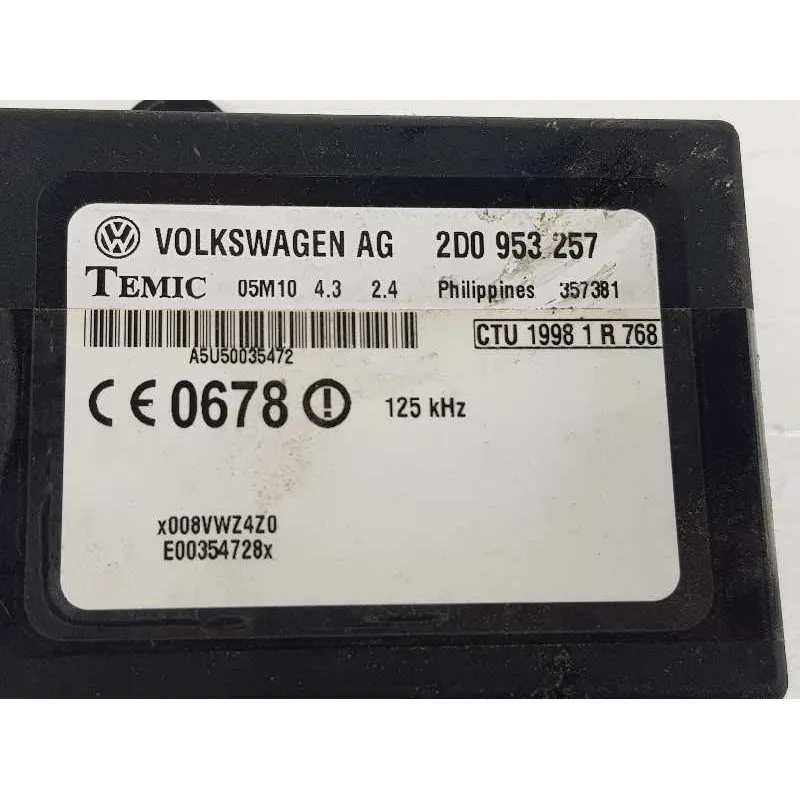 VOLKSWAGEN AG 2D0 953 257
TEMIC 05M10 4.3 2.4 Philippines 357381
CTU 1998 1 R 768
A5U50035472
CE 0678 125 kHz
x008VWZ4Z0
E00354728x